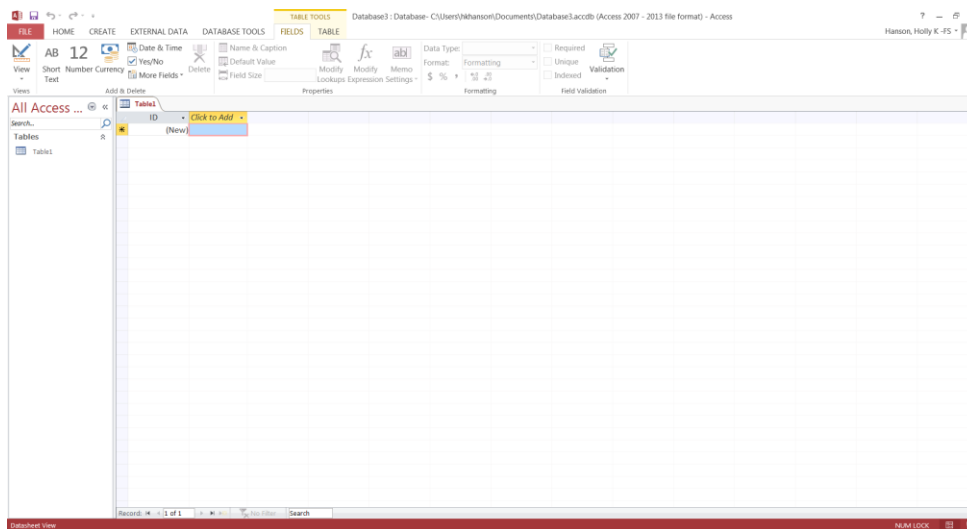 TABLE TOOLS Database3 : Database- C:\Users\hkhanson\Documents\Database3.accdb (Access 2007 - 2013 file format) - Access ?
FILE HOME CREATE EXTERNAL DATA DATABASE TOOLS FIELDS TABLE Hanson, Holly K -FS
AB 12 Date & Time Name & Caption fx ab| Data Type: Required
Yes/No Default Value Format: Formatting Unique
View Short Text Number Currency More Fields Delete Field Size Modify Lookups Modify Expression Memo Settings $ % , Indexed Validation
Views Add & Delete Properties Formatting Field Validation
All Access ... Table1
Search... ID Click to Add
Tables (New)
Table1
Record: 1 of 1 No Filter Search
Datasheet View NUM LOCK